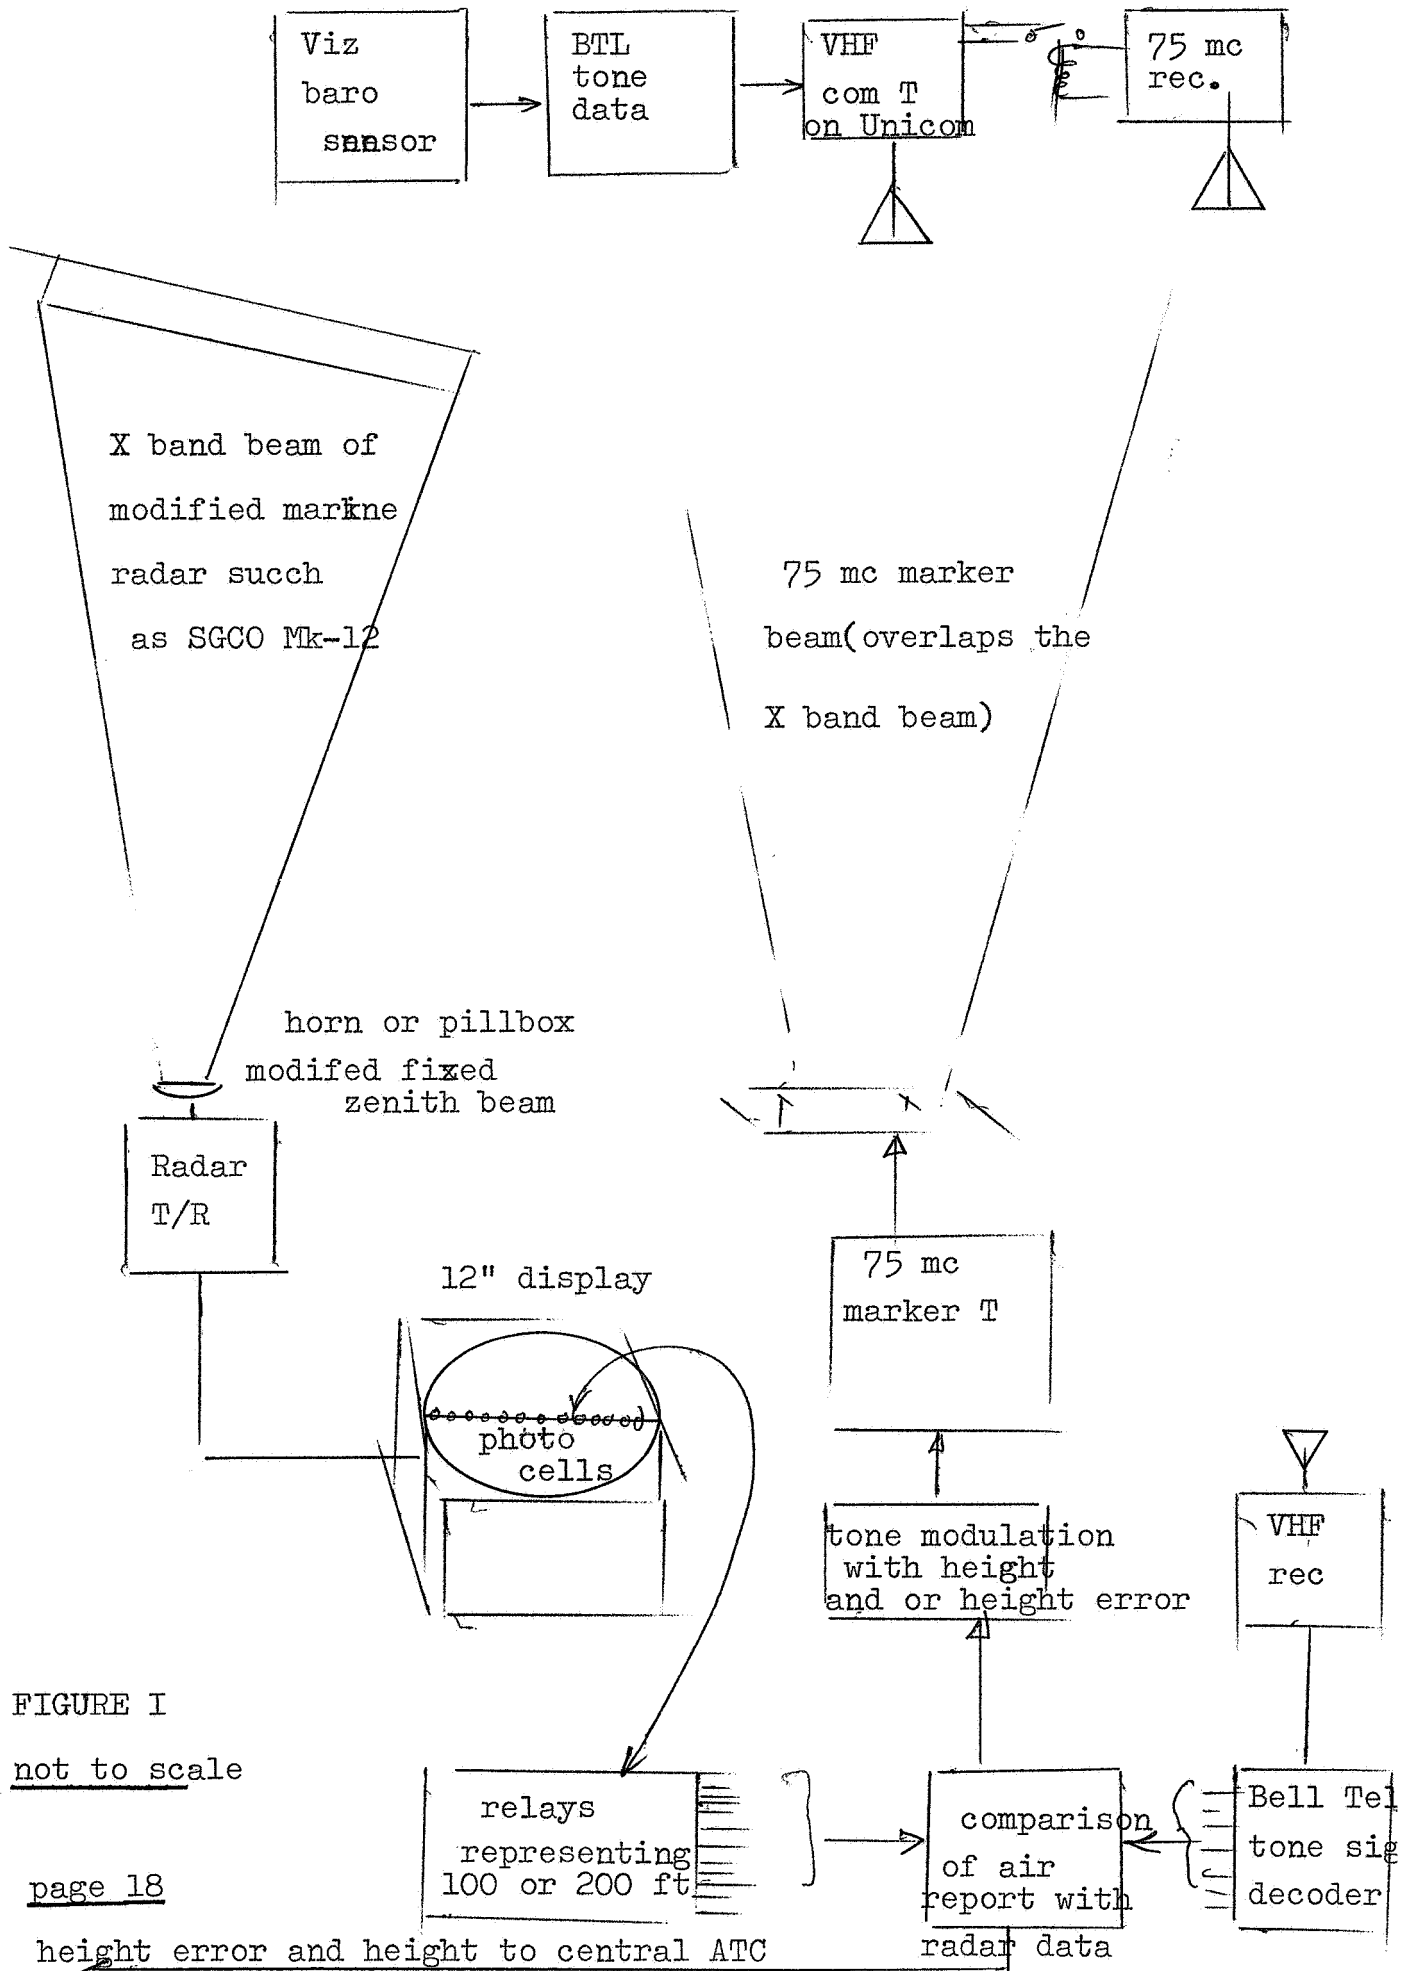 Viz
baro
snnsor
BTL
tone
data
VHF
com T
on Unicom
75 mc
rec.
X band beam of
modified markne
radar succh
as SGCO Mk-12
75 mc marker
beam(overlaps the
X band beam)
horn or pillbox
modifed fixed
zenith beam
Radar
T/R
12" display
photo
cells
75 mc
marker T
tone modulation
with height
and or height error
VHF
rec
FIGURE I
not to scale
relays
representing
100 or 200 ft
comparison
of air
report with
radar data
Bell Tel
tone sig
decoder
page 18
height error and height to central ATC